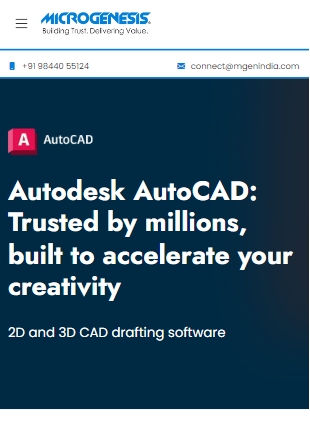 MICROGENESIS
Building Trust. Delivering Value.
+91 98440 55124
connect@mgenindia.com
A AutoCAD
Autodesk AutoCAD:
Trusted by millions,
built to accelerate your
creativity
2D and 3D CAD drafting software